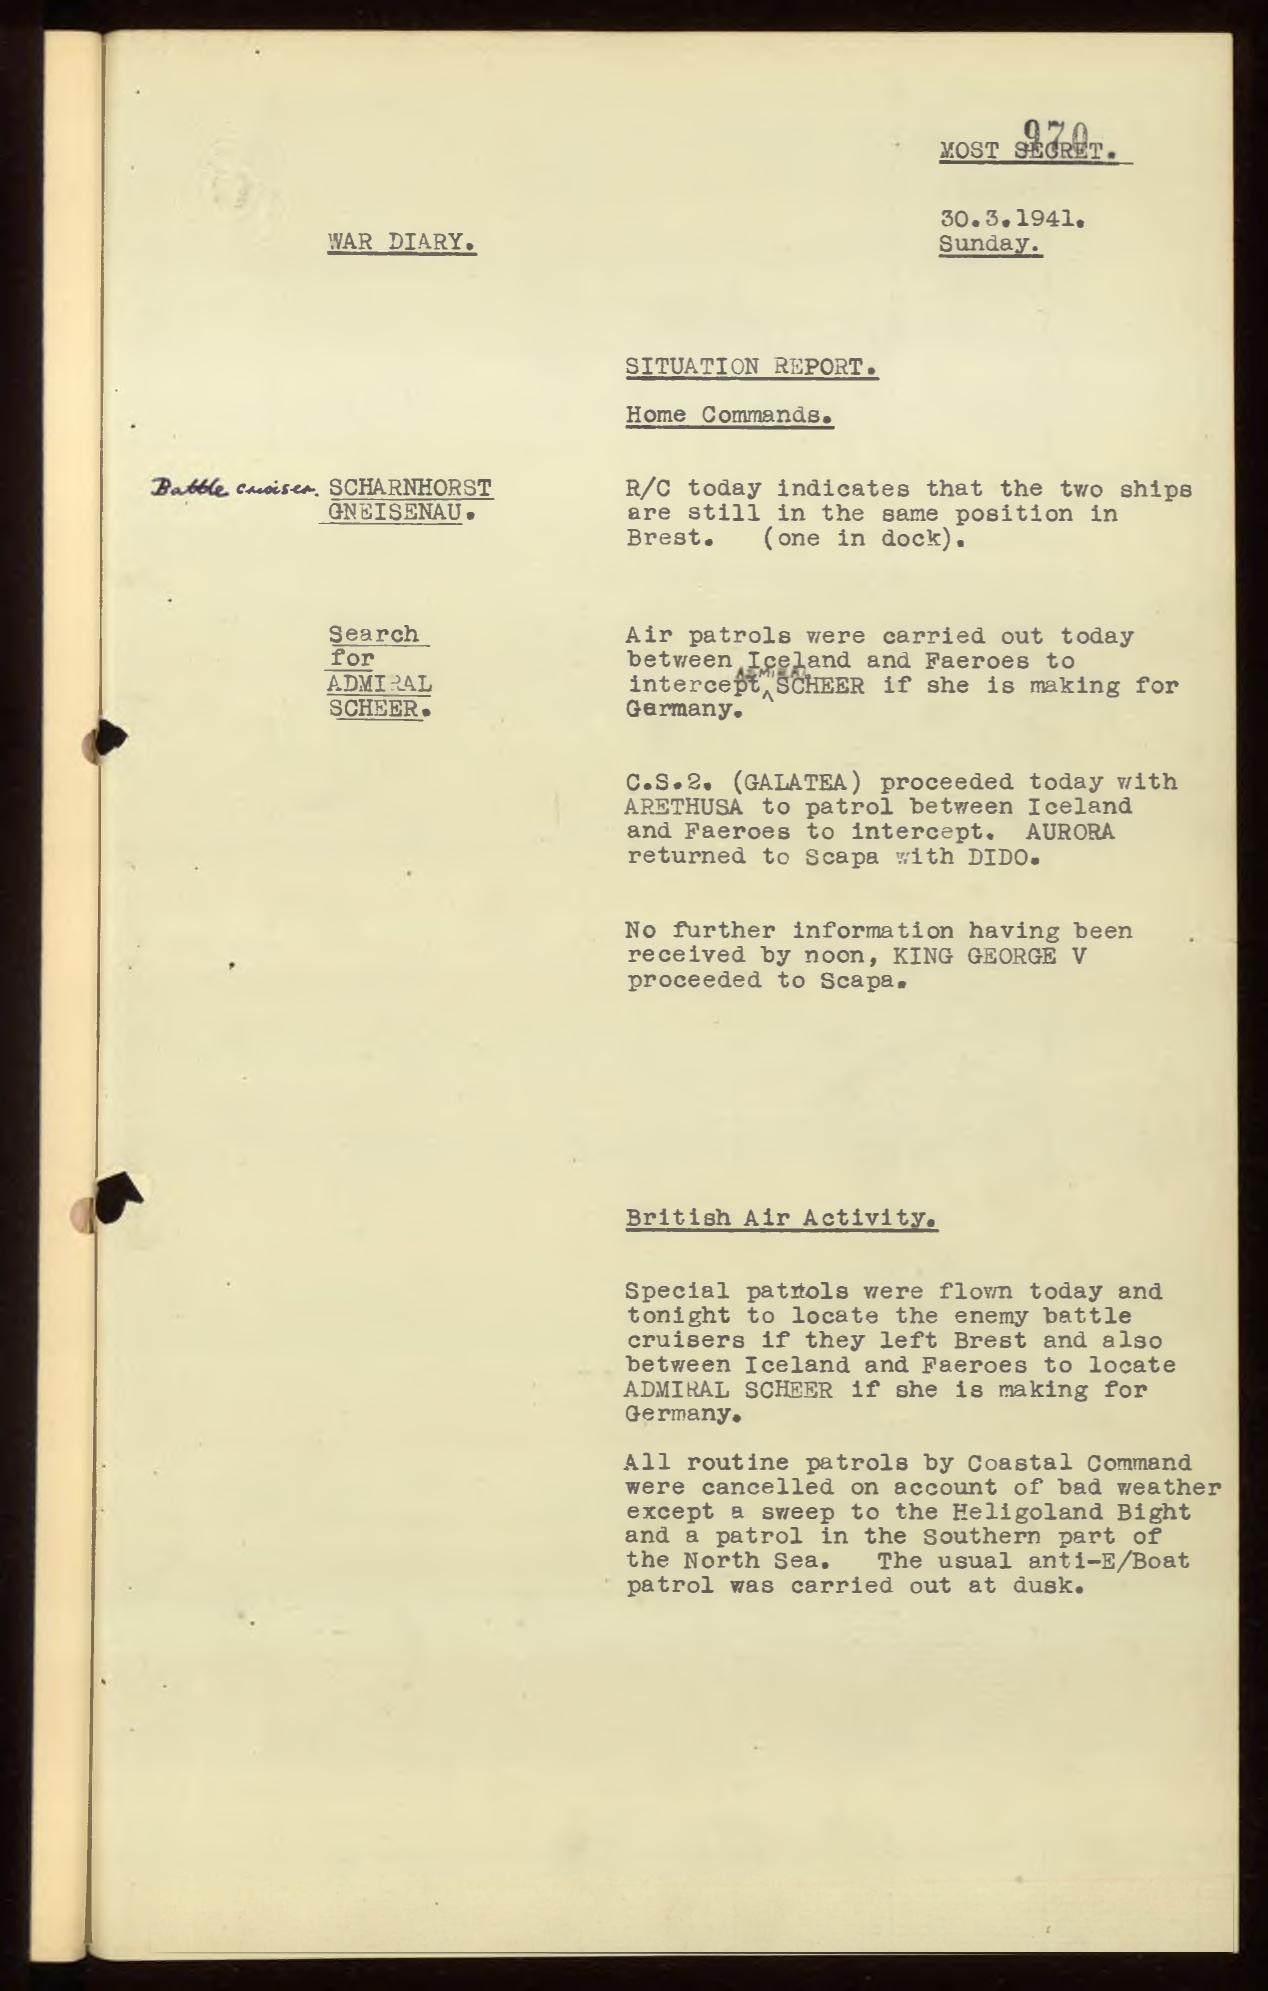 970
MOST SECRET.
30.3.1941.
Sunday.
WAR DIARY.
SITUATION REPORT.
Home Commands.
Battle cruiser. SCHARNHORST
GNEISENAU.
R/C today indicates that the two ships
are still in the same position in
Brest. (one in dock).
Search
for
ADMIRAL
SCHEER.
Air patrols were carried out today
between Iceland and Faeroes to
intercept ADMIRAL SCHEER if she is making for
Germany.
C.S.2. (GALATEA) proceeded today with
ARETHUSA to patrol between Iceland
and Faeroes to intercept. AURORA
returned to Scapa with DIDO.
No further information having been
received by noon, KING GEORGE V
proceeded to Scapa.
British Air Activity.
Special patrols were flown today and
tonight to locate the enemy battle
cruisers if they left Brest and also
between Iceland and Faeroes to locate
ADMIRAL SCHEER if she is making for
Germany.
All routine patrols by Coastal Command
were cancelled on account of bad weather
except a sweep to the Heligoland Bight
and a patrol in the Southern part of
the North Sea. The usual anti-E/Boat
patrol was carried out at dusk.